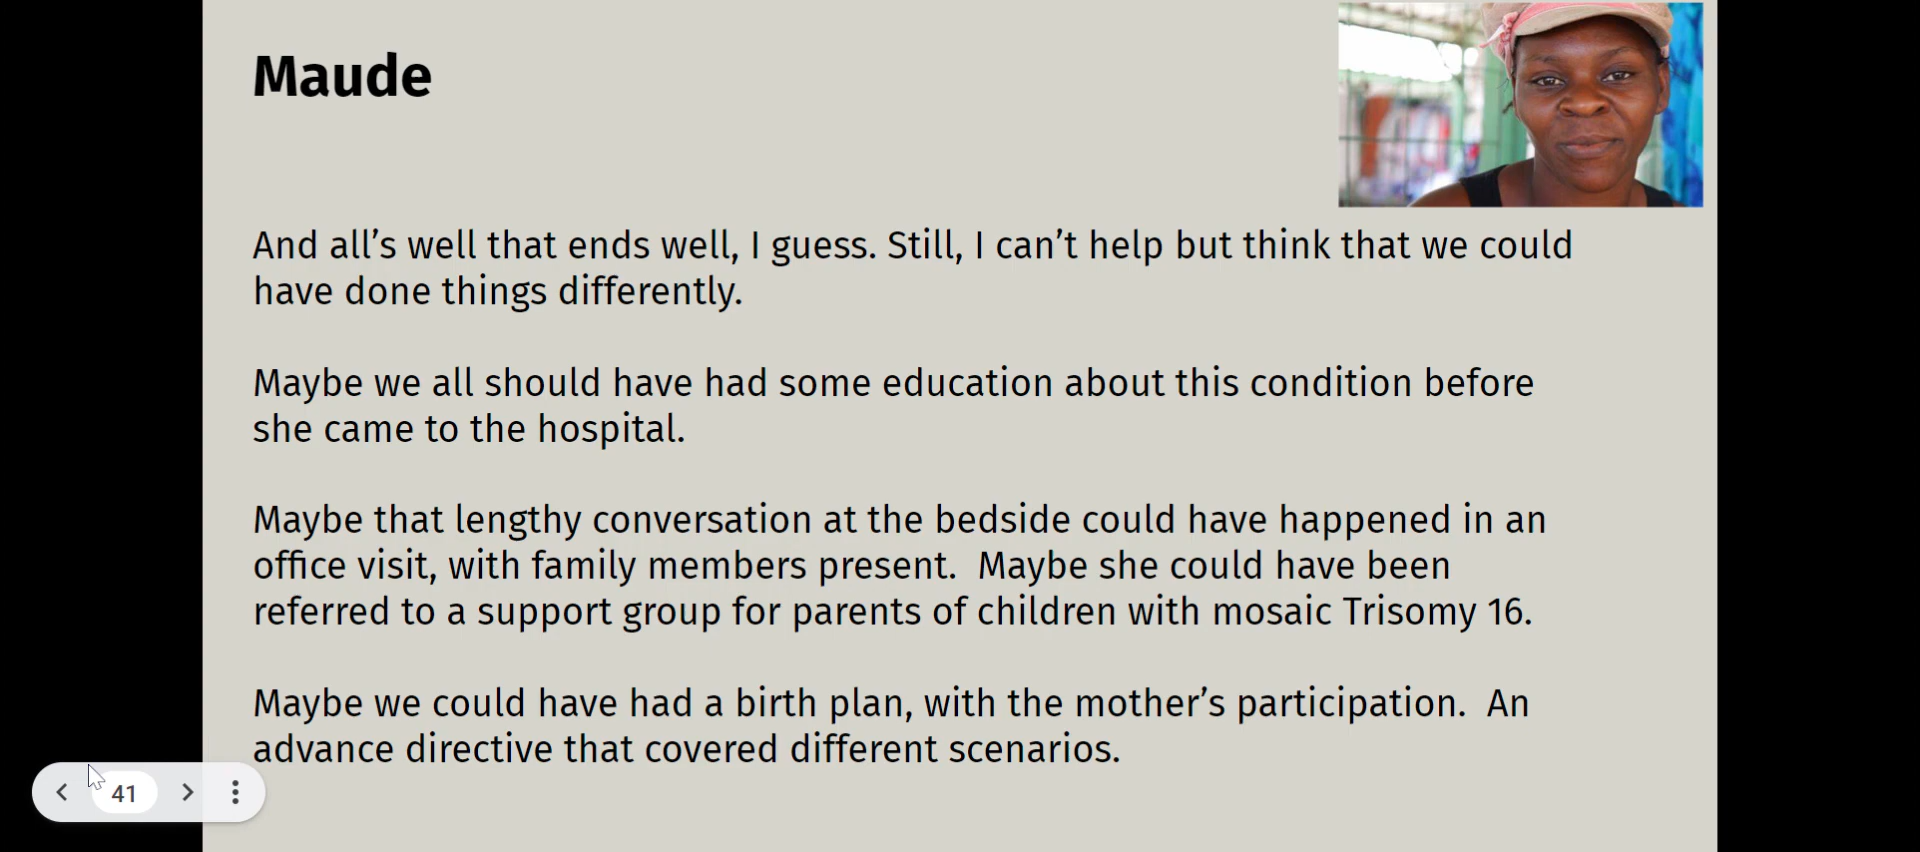 Maude
And all’s well that ends well, I guess. Still, I can’t help but think that we could
have done things differently.
Maybe we all should have had some education about this condition before
she came to the hospital.
Maybe that lengthy conversation at the bedside could have happened in an
office visit, with family members present.  Maybe she could have been
referred to a support group for parents of children with mosaic Trisomy 16.
Maybe we could have had a birth plan, with the mother’s participation.  An
advance directive that covered different scenarios.
41